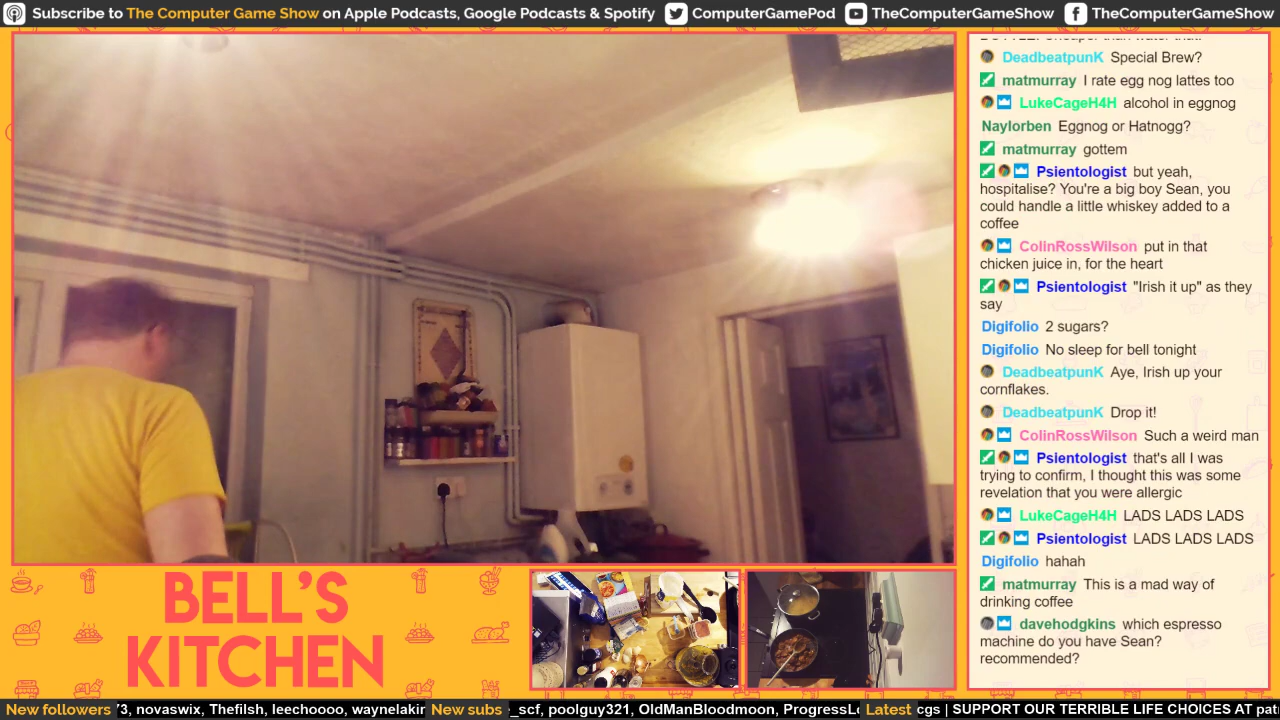 Subscribe to The Computer Game Show on Apple Podcasts, Google Podcasts & Spotify ComputerGamePod TheComputerGameShow TheComputerGameShow
DeadbeatpunK Special Brew?
matmurray I rate egg nog lattes too
LukeCageH4H alcohol in eggnog
Naylorben Eggnog or Hatnogg?
matmurray gottem
Psientologist but yeah,
hospitalise? You're a big boy Sean, you
could handle a little whiskey added to a
coffee
ColinRossWilson put in that
chicken juice in, for the heart
Psientologist "Irish it up" as they
say
Digifolio 2 sugars?
Digifolio No sleep for bell tonight
DeadbeatpunK Aye, Irish up your
cornflakes.
DeadbeatpunK Drop it!
ColinRossWilson Such a weird man
Psientologist that's all I was
trying to confirm, I thought this was some
revelation that you were allergic
LukeCageH4H LADS LADS LADS
Psientologist LADS LADS LADS
Digifolio hahah
matmurray This is a mad way of
drinking coffee
davehodgkins which espresso
machine do you have Sean?
recommended?
BELL'S
KITCHEN
New followers 3, novaswix, Thefilsh, leechoooo, waynelakir New subs _scf, poolguy321, OldManBloodmoon, ProgressL Latest cgs | SUPPORT OUR TERRIBLE LIFE CHOICES AT pat